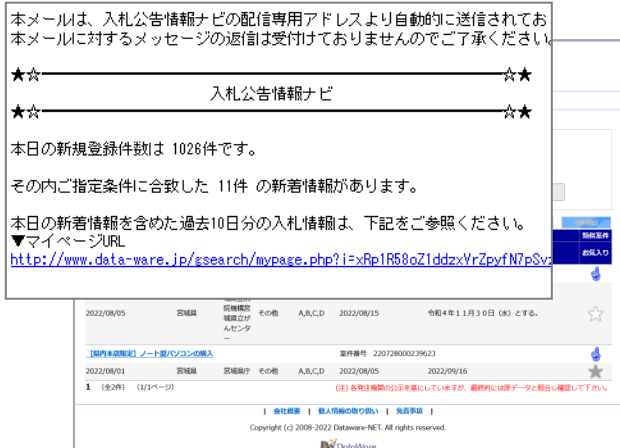 本メールは、入札公告情報ナビの配信専用アドレスより自動的に送信されてお
本メールに対するメッセージの返信は受付けておりませんのでご了承ください。
★☆━━━━━━━━━━━━━━━━━━━━━━━━━━━━☆★
入札公告情報ナビ
★☆━━━━━━━━━━━━━━━━━━━━━━━━━━━━☆★
本日の新規登録件数は 1026件です。
その内ご指定条件に合致した 11件 の新着情報があります。
本日の新着情報を含めた過去10日分の入札情報は、下記をご参照ください。
▼マイページURL
http://www.data-ware.jp/gsearch/mypage.php?i=xRp1R58oZ1ddzxVrZpyfN7pSv
類似案件
お気入り
院機構宮
城県立が
んセンタ
ー
2022/08/05 宮城県 その他 A,B,C,D 2022/08/15 令和4年11月30日（水）とする。
【県内本店限定】ノート型パソコンの購入 案件番号 220728000239623
2022/08/01 宮城県 宮城県庁 その他 A,B,C,D 2022/08/05 2022/09/16
1 （全2件） （1/1ページ） (注) 各発注機関の公示を基にしていますが、最終的には原データと照合し確認して下さい。
| 会社概要 | 個人情報の取り扱い | 免責事項 |
Copyright (c) 2008-2022 Dataware-NET. All rights reserved.
DataWare